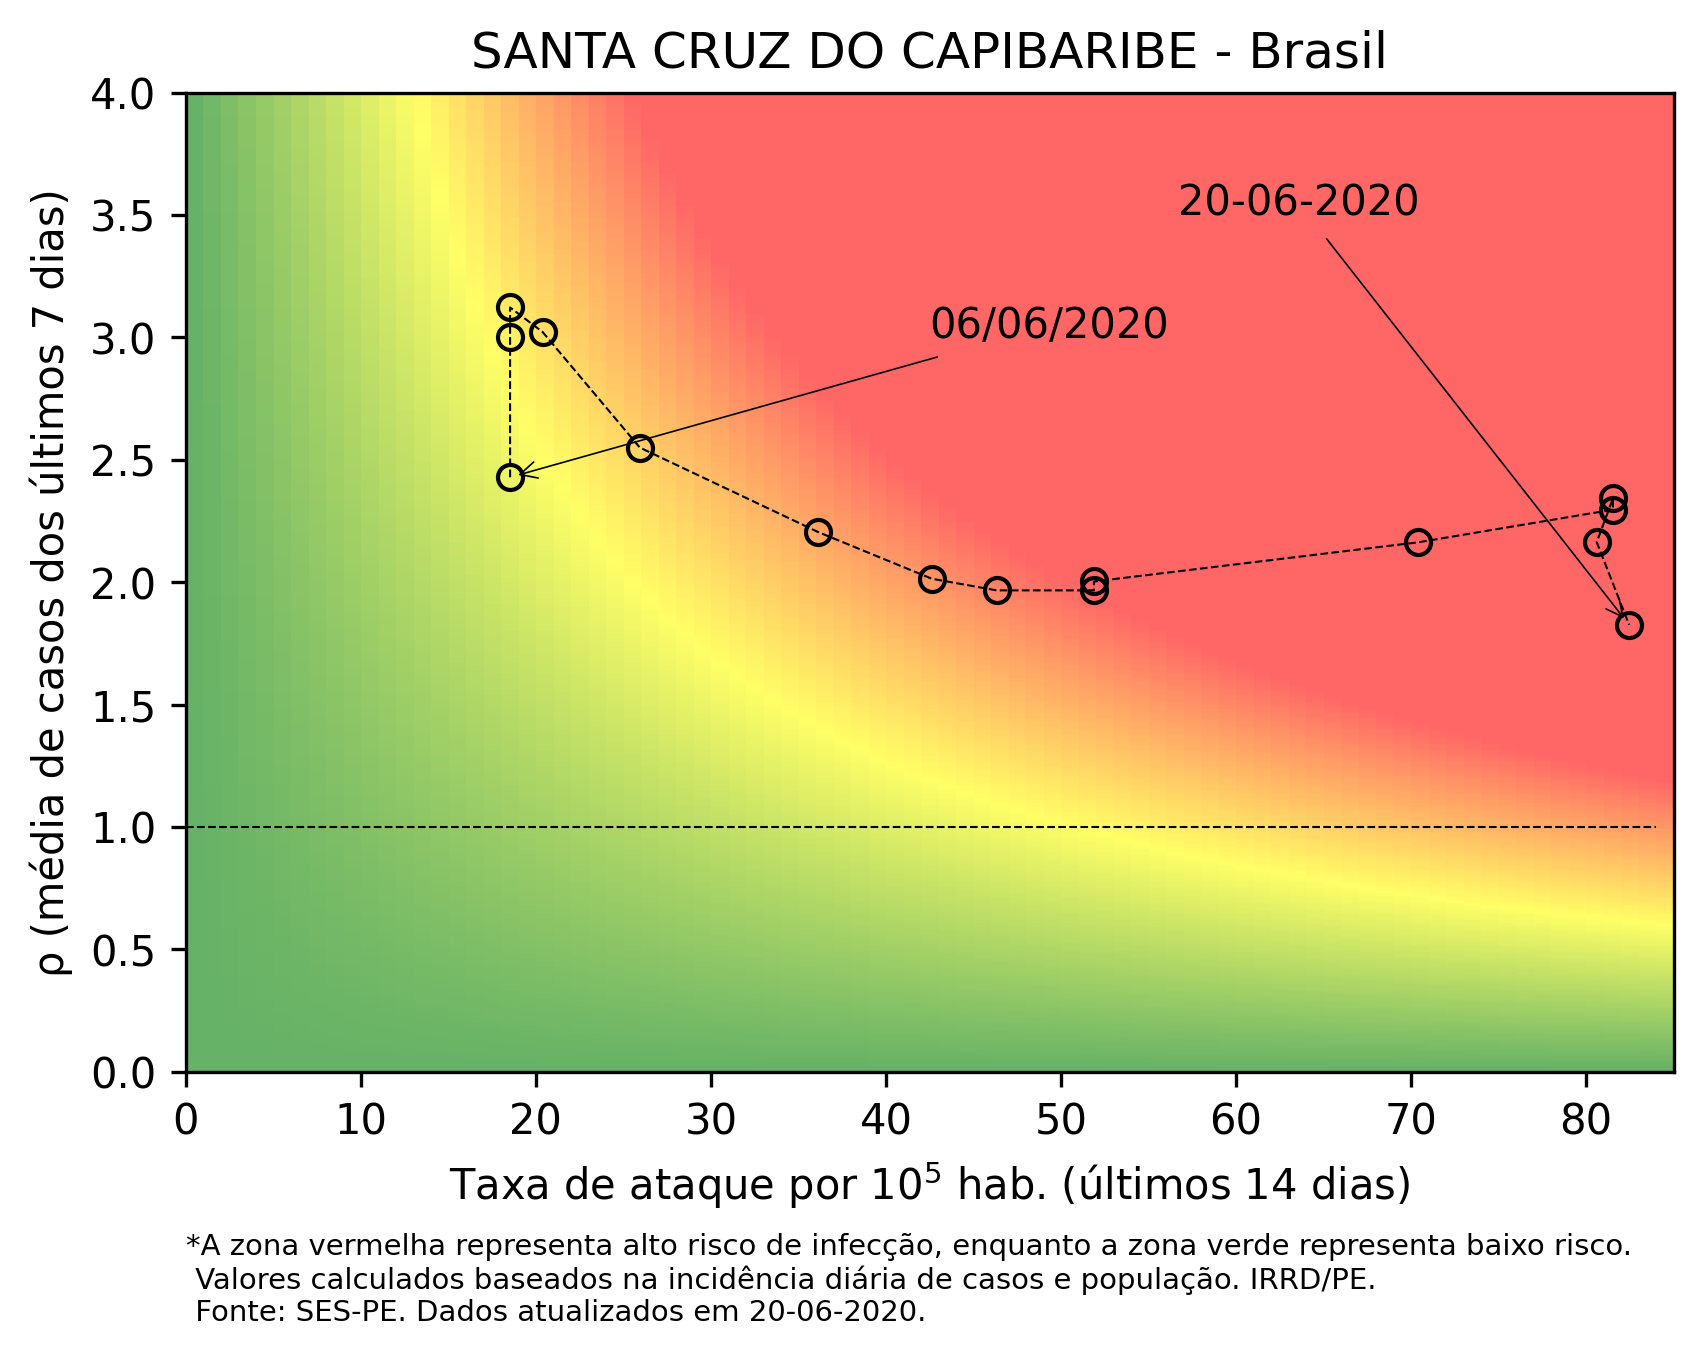 SANTA CRUZ DO CAPIBARIBE - Brasil
4.0
3.5
3.0
2.5
2.0
1.5
1.0
0.5
0.0
ρ (média de casos dos últimos 7 dias)
20-06-2020
06/06/2020
0 10 20 30 40 50 60 70 80
Taxa de ataque por 10⁵ hab. (últimos 14 dias)
*A zona vermelha representa alto risco de infecção, enquanto a zona verde representa baixo risco.
Valores calculados baseados na incidência diária de casos e população. IRRD/PE.
Fonte: SES-PE. Dados atualizados em 20-06-2020.